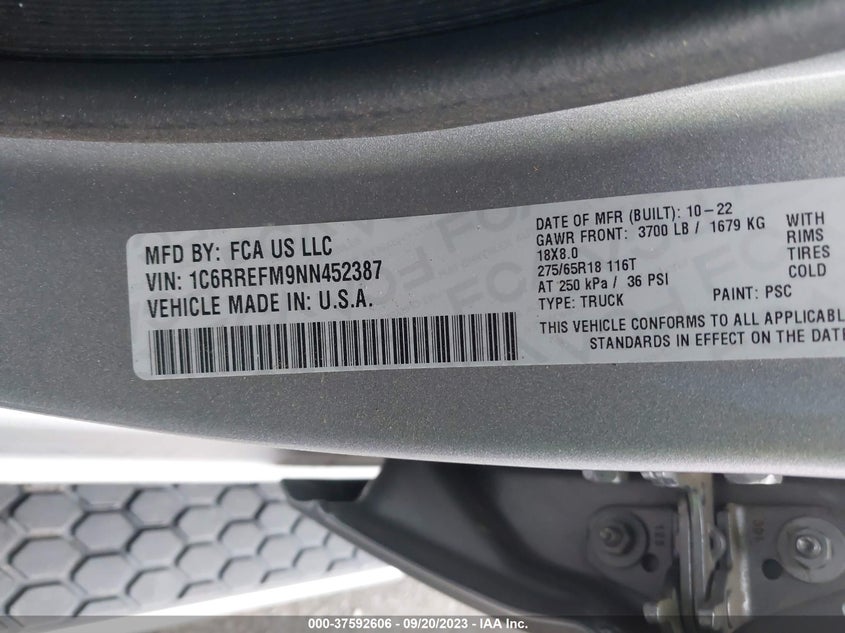 MFD BY: FCA US LLC
VIN: 1C6RREFM9NN452387
VEHICLE MADE IN: U.S.A.
DATE OF MFR (BUILT): 10-22
GAWR FRONT: 3700 LB / 1679 KG WITH
18X8.0 RIMS
275/65R18 116T TIRES
AT 250 kPa / 36 PSI COLD
TYPE: TRUCK PAINT: PSC
THIS VEHICLE CONFORMS TO ALL APPLICABLE
STANDARDS IN EFFECT ON THE DATE
000-37592606 - 09/20/2023 - IAA Inc.